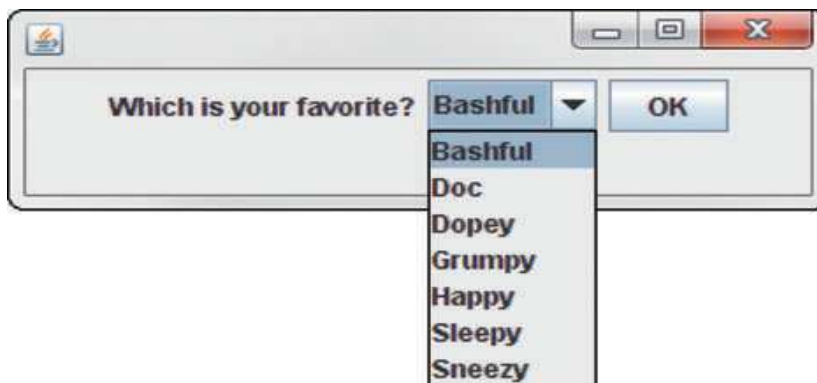 Which is your favorite? Bashful OK
Bashful
Doc
Dopey
Grumpy
Happy
Sleepy
Sneezy